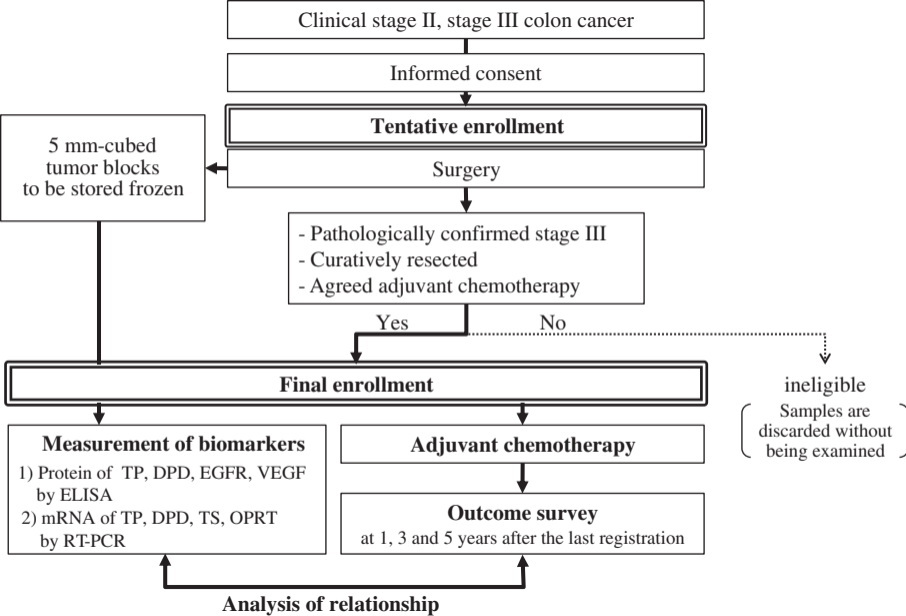 Clinical stage II, stage III colon cancer
Informed consent
Tentative enrollment
5 mm-cubed
tumor blocks
to be stored frozen
Surgery
- Pathologically confirmed stage III
- Curatively resected
- Agreed adjuvant chemotherapy
Yes
No
Final enrollment
ineligible
Samples are
discarded without
being examined
Measurement of biomarkers
1) Protein of TP, DPD, EGFR, VEGF
by ELISA
2) mRNA of TP, DPD, TS, OPRT
by RT-PCR
Adjuvant chemotherapy
Outcome survey
at 1, 3 and 5 years after the last registration
Analysis of relationship